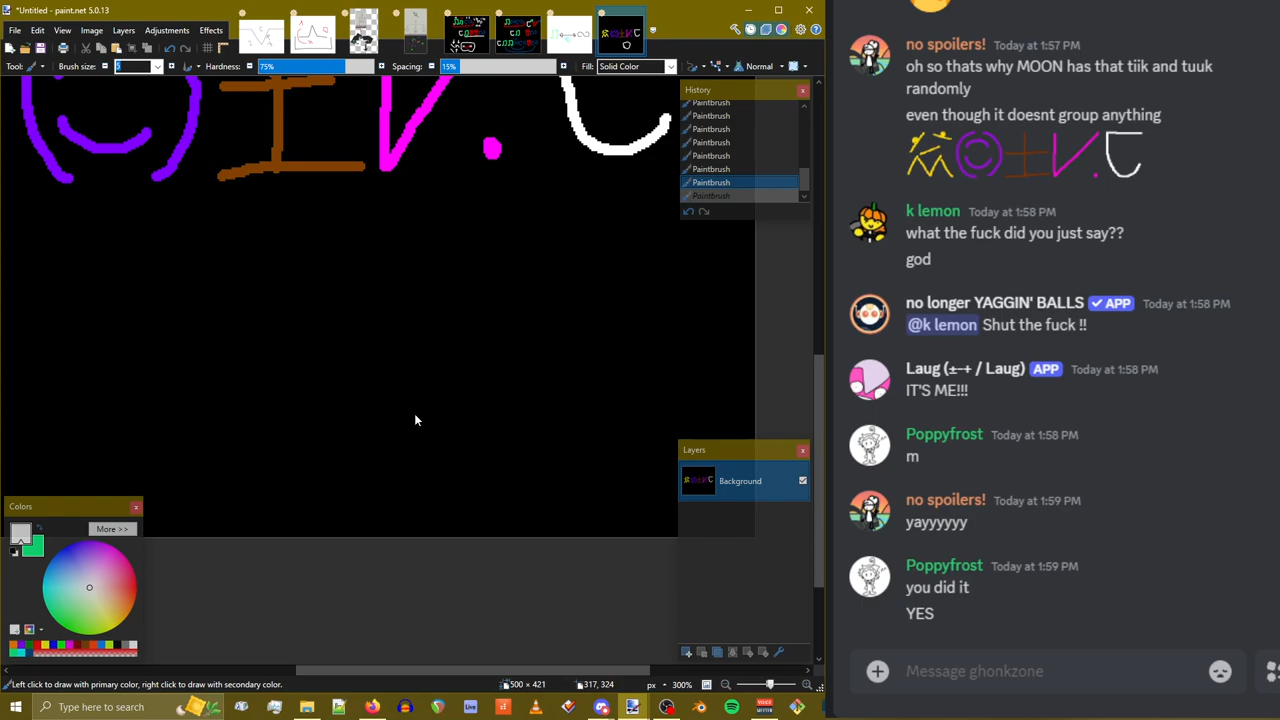 *Untitled - paint.net 5.0.13
File Edit View Image Layers Adjustments Effects
Tool: Brush size: 5 Hardness: 75% Spacing: 15% Fill: Solid Color Normal
History
Paintbrush
Paintbrush
Paintbrush
Paintbrush
Paintbrush
Paintbrush
Paintbrush
Paintbrush
Layers
Background
Colors
More >>
Left click to draw with primary color, right click to draw with secondary color.
500 × 421
317, 324
px
300%
Type here to search
Live
no spoilers! Today at 1:57 PM
oh so thats why MOON has that tiik and tuuk
randomly
even though it doesnt group anything
k lemon Today at 1:58 PM
what the fuck did you just say??
god
no longer YAGGIN' BALLS ✓ APP Today at 1:58 PM
@k lemon Shut the fuck !!
Laug (±-+ / Laug) APP Today at 1:58 PM
IT'S ME!!!
Poppyfrost Today at 1:58 PM
m
no spoilers! Today at 1:59 PM
yayyyyyy
Poppyfrost Today at 1:59 PM
you did it
YES
Message ghonkzone